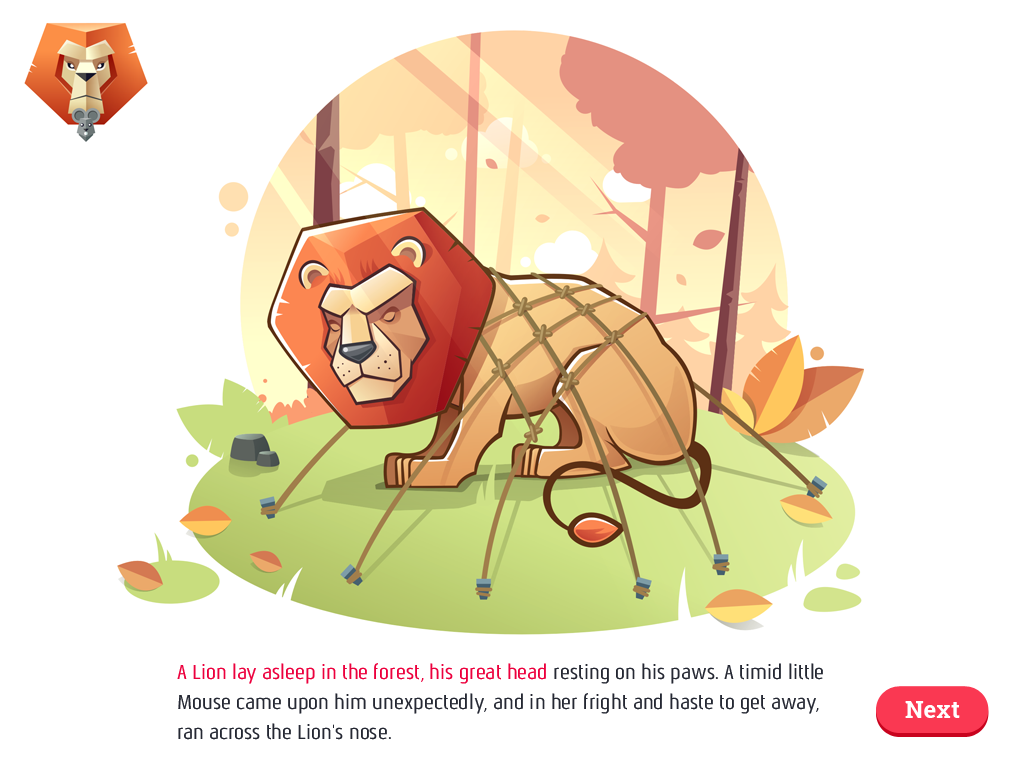 A Lion lay asleep in the forest, his great head resting on his paws. A timid little
Mouse came upon him unexpectedly, and in her fright and haste to get away,
ran across the Lion's nose.
Next